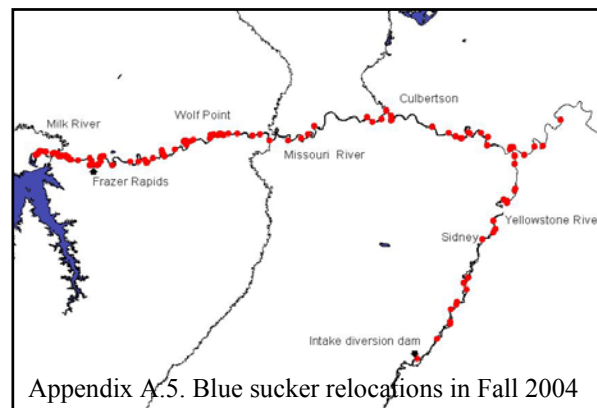 Culbertson
Wolf Point
Milk River
Missouri River
Frazer Rapids
Yellowstone Rive
Sidney
Intake diversion dam
Appendix A.5. Blue sucker relocations in Fall 2004